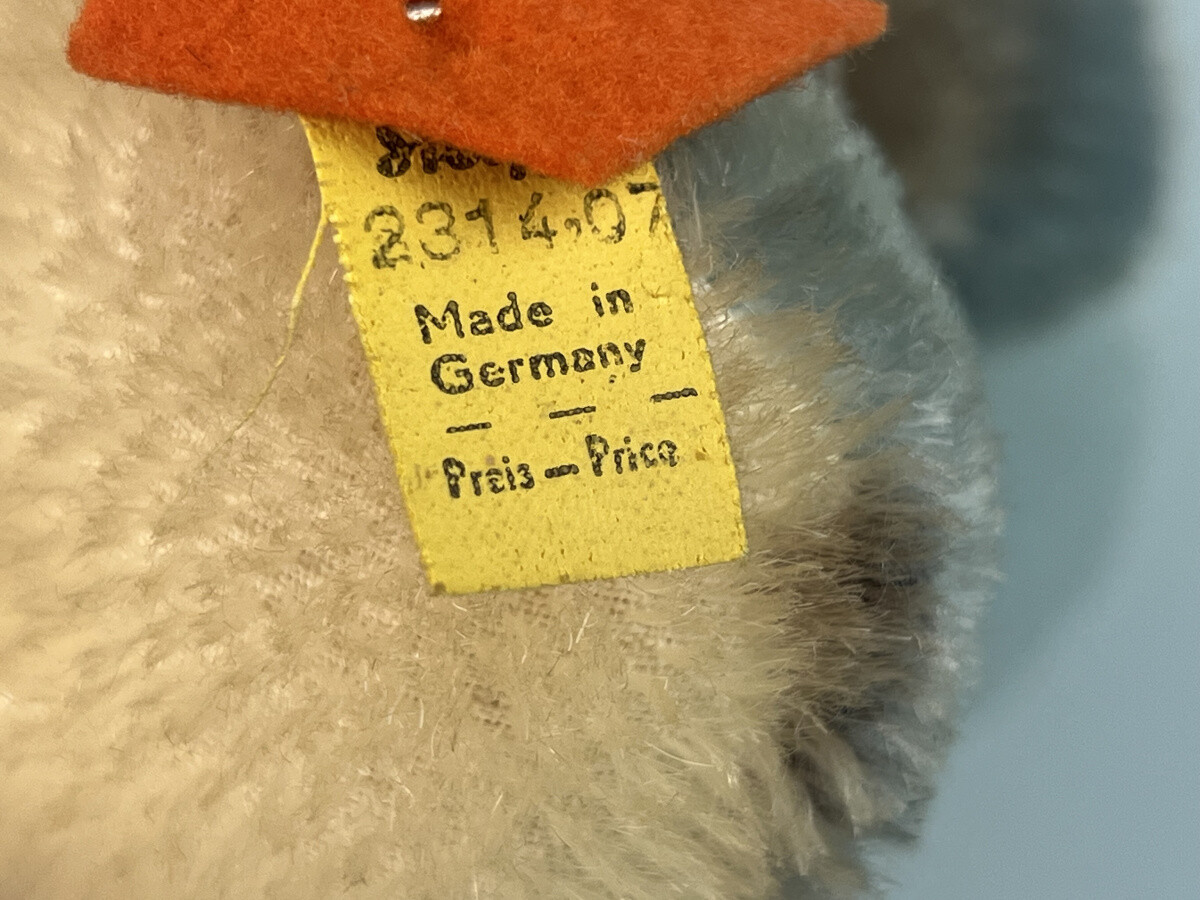 2314,07
Made in
Germany
— — —
Preis – Price